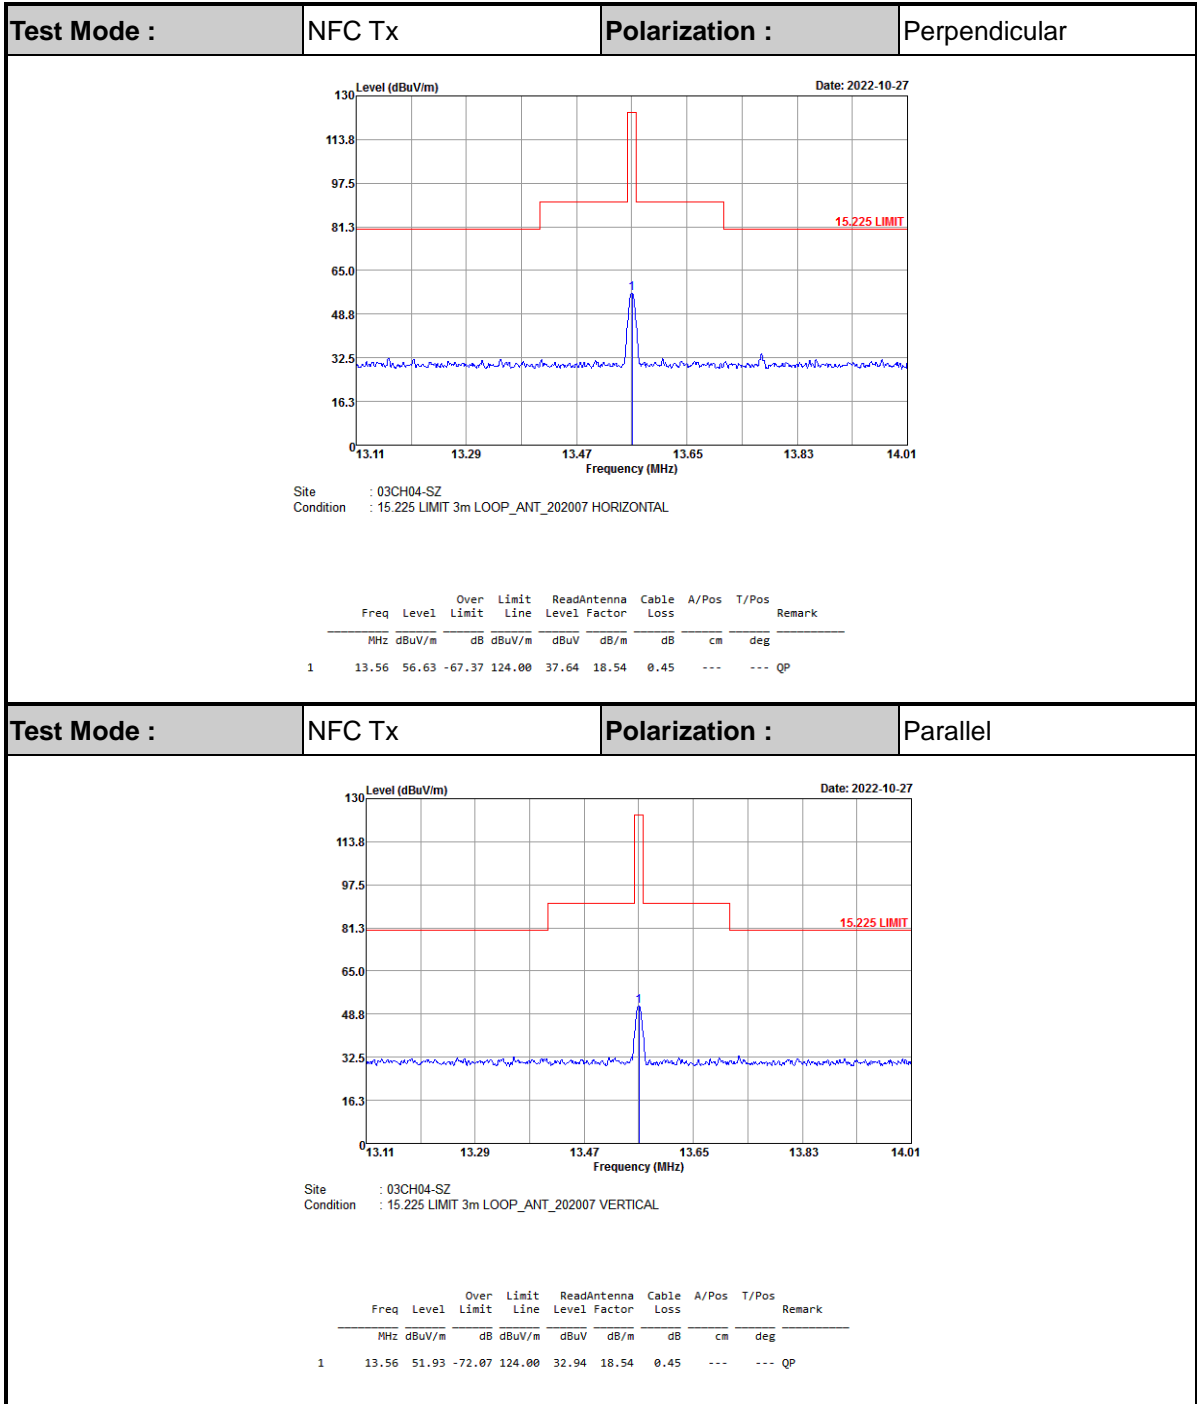 Test Mode : NFC Tx Polarization : Perpendicular
Level (dBuV/m) Date: 2022-10-27
130
113.8
97.5
81.3 15.225 LIMIT
65.0
1
48.8
32.5
16.3
0
13.11 13.29 13.47 13.65 13.83 14.01
Frequency (MHz)
Site : 03CH04-SZ
Condition : 15.225 LIMIT 3m LOOP_ANT_202007 HORIZONTAL
Over Limit ReadAntenna Cable A/Pos T/Pos
Freq Level Limit Line Level Factor Loss Remark
MHz dBuV/m dB dBuV/m dBuV dB/m dB cm deg
1 13.56 56.63 -67.37 124.00 37.64 18.54 0.45 --- --- QP
Test Mode : NFC Tx Polarization : Parallel
Level (dBuV/m) Date: 2022-10-27
130
113.8
97.5
81.3 15.225 LIMIT
65.0
1
48.8
32.5
16.3
0
13.11 13.29 13.47 13.65 13.83 14.01
Frequency (MHz)
Site : 03CH04-SZ
Condition : 15.225 LIMIT 3m LOOP_ANT_202007 VERTICAL
Over Limit ReadAntenna Cable A/Pos T/Pos
Freq Level Limit Line Level Factor Loss Remark
MHz dBuV/m dB dBuV/m dBuV dB/m dB cm deg
1 13.56 51.93 -72.07 124.00 32.94 18.54 0.45 --- --- QP